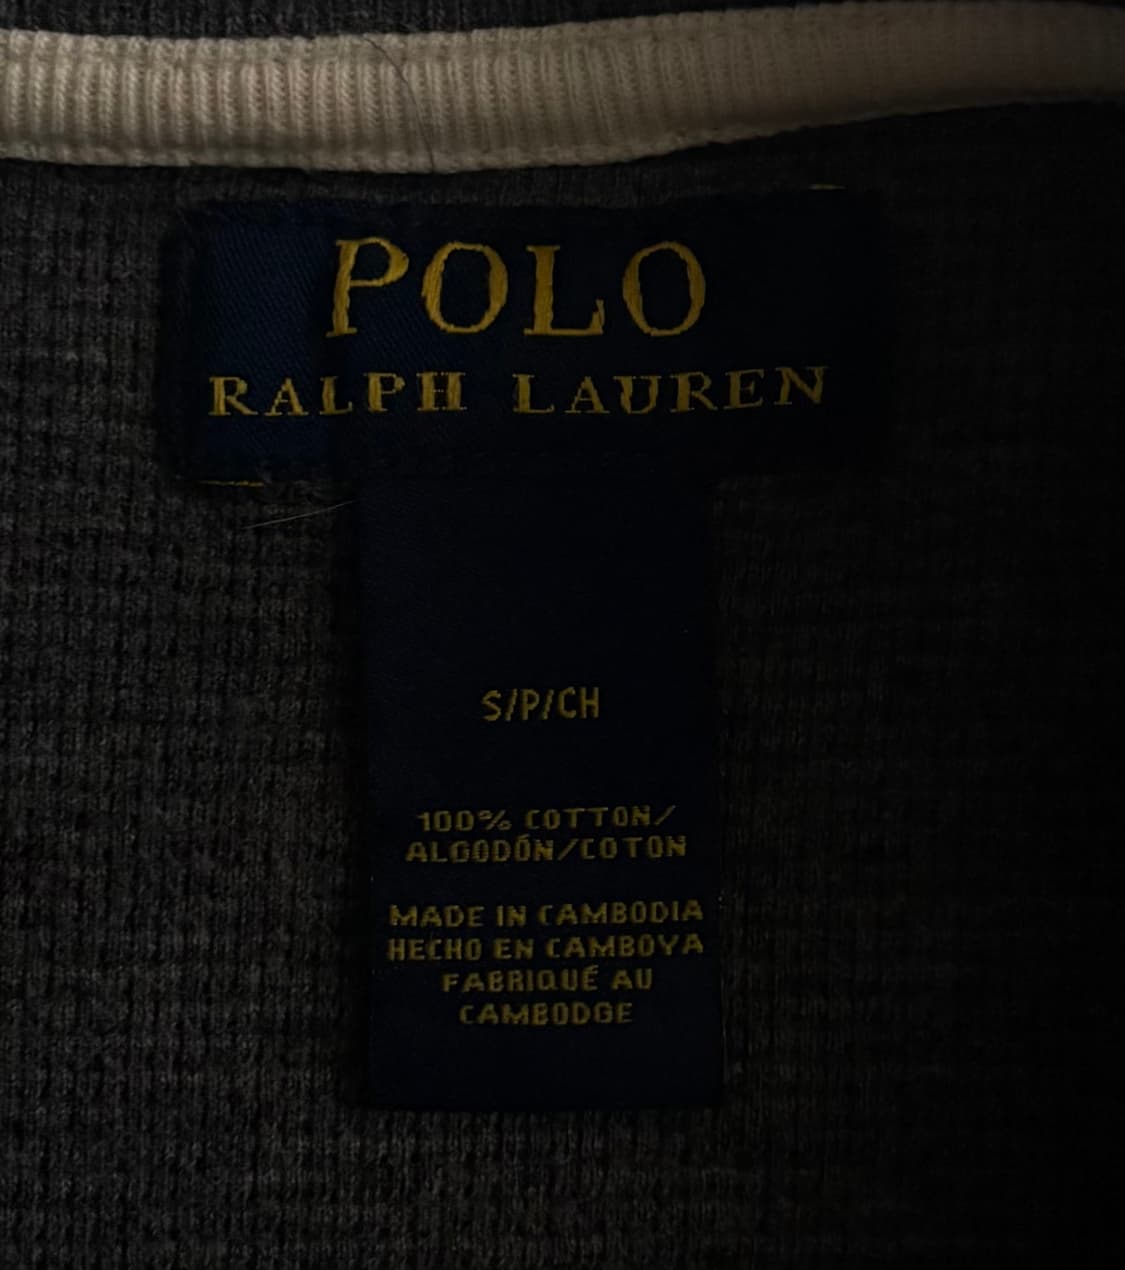 POLO
RALPH LAUREN
S/P/CH
100% COTTON/
ALGODÓN/COTON
MADE IN CAMBODIA
HECHO EN CAMBOYA
FABRIQUÉ AU
CAMBODGE